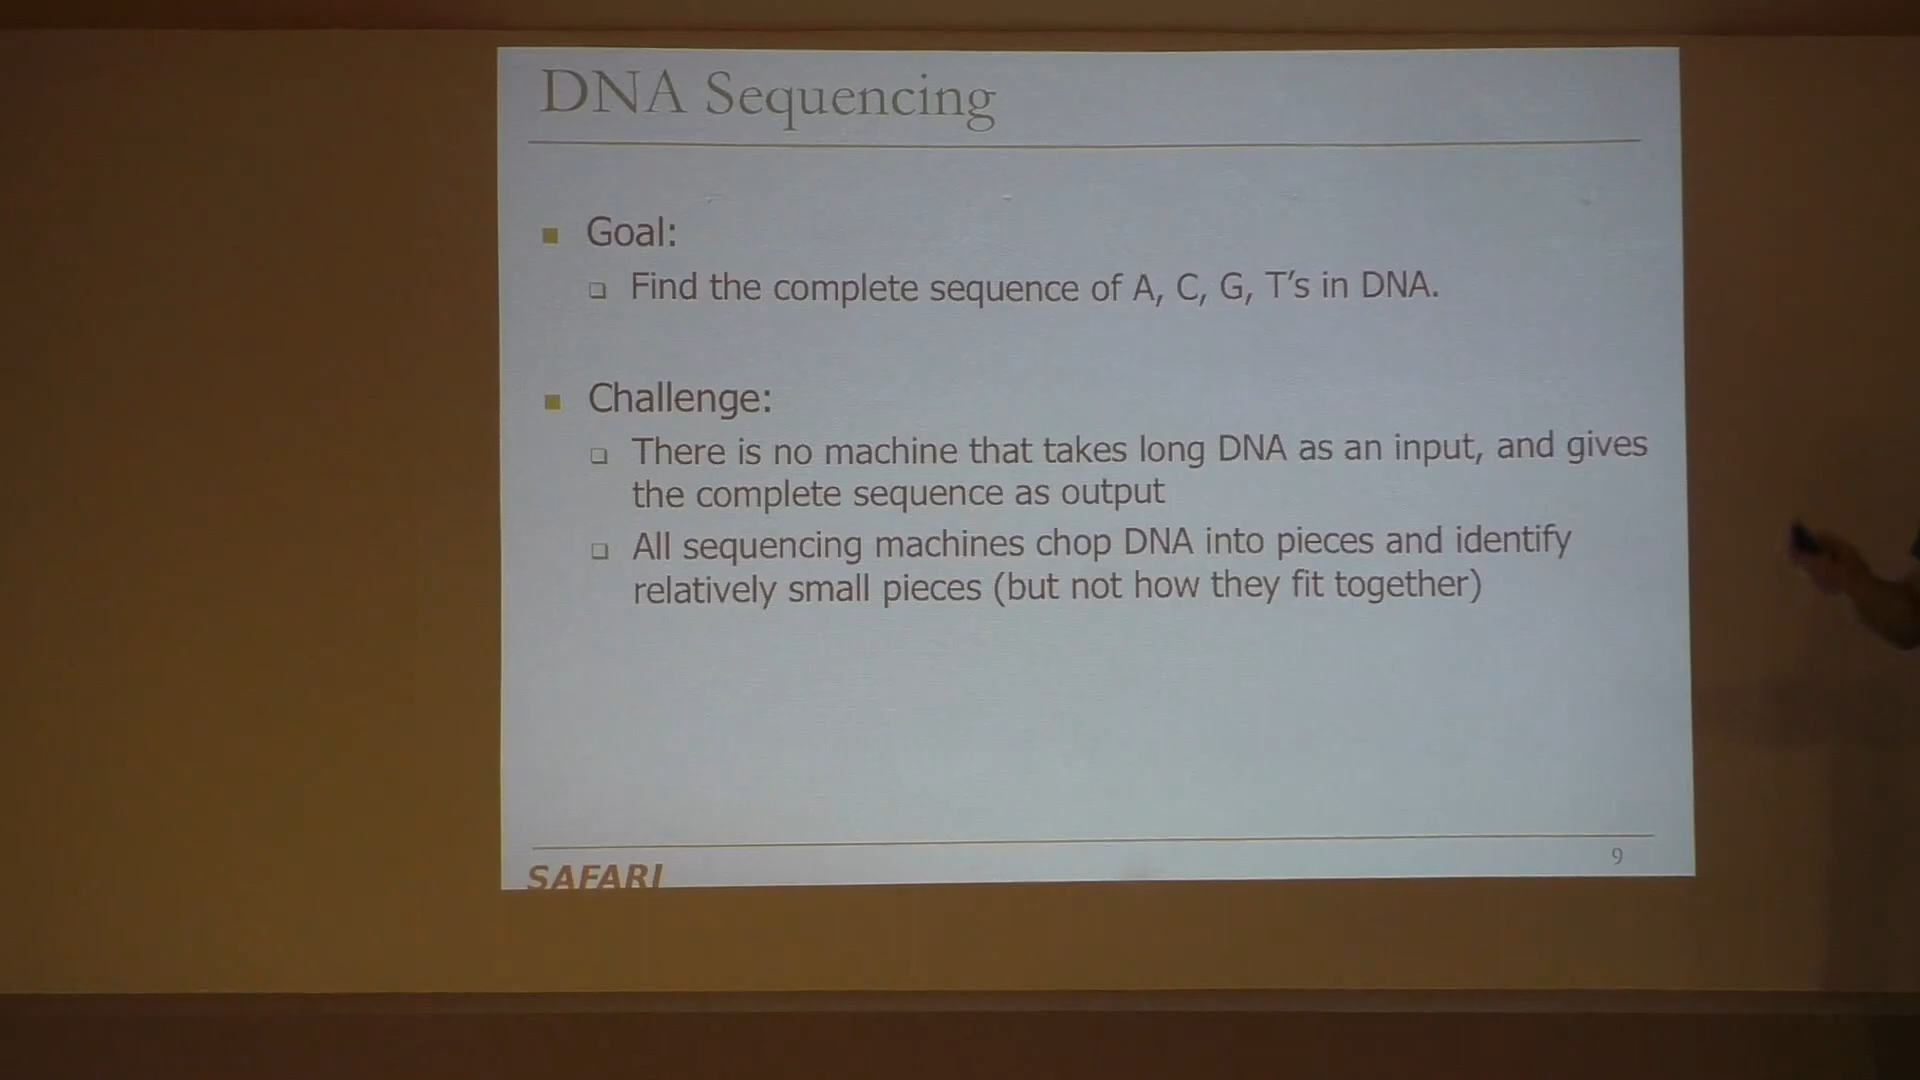 DNA Sequencing
Goal:
Find the complete sequence of A, C, G, T's in DNA.
Challenge:
There is no machine that takes long DNA as an input, and gives
the complete sequence as output
All sequencing machines chop DNA into pieces and identify
relatively small pieces (but not how they fit together)
SAFARI
9